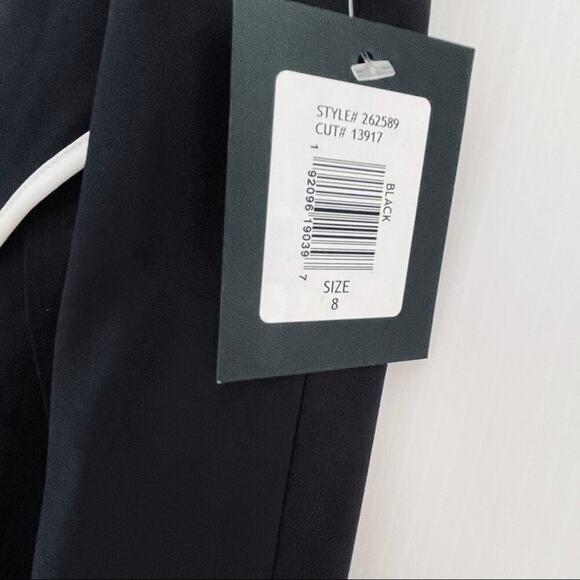 STYLE# 262589
CUT# 13917
BLACK
1 92096 19039 7
SIZE
8